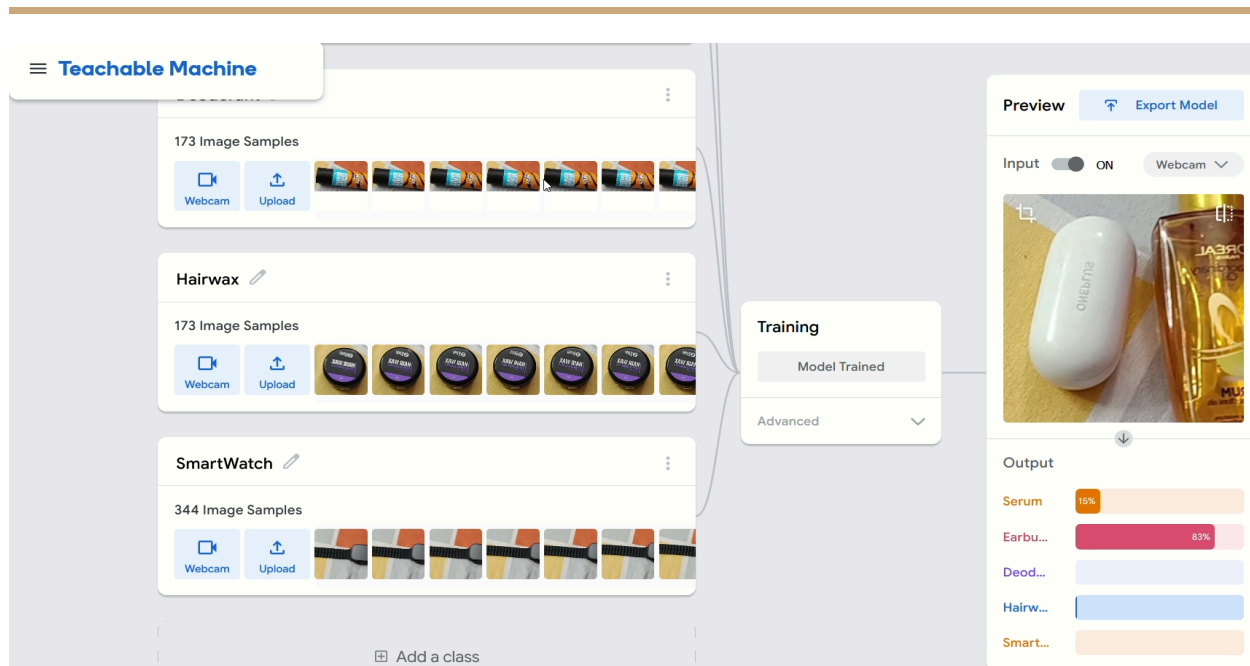 Teachable Machine
173 Image Samples
Webcam
Upload
Hairwax
173 Image Samples
Webcam
Upload
SmartWatch
344 Image Samples
Webcam
Upload
Add a class
Training
Model Trained
Advanced
Preview
Export Model
Input
ON
Webcam
ONEPLUS
Output
Serum
15%
Earbu...
83%
Deod...
Hairw...
Smart...